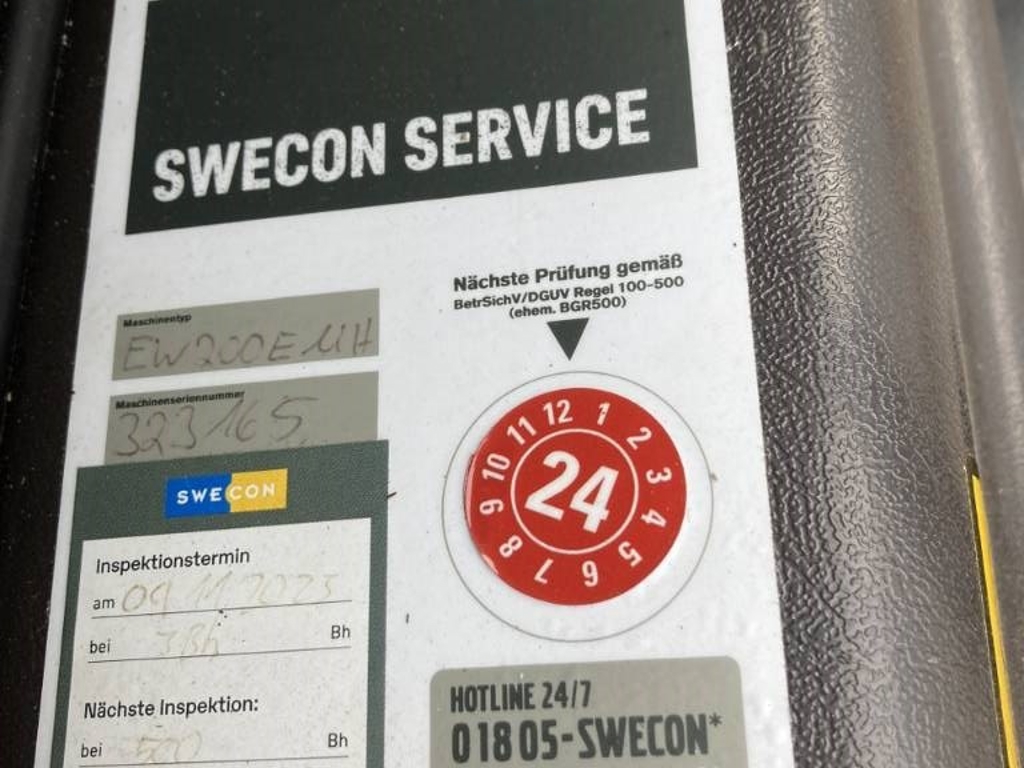 SWECON SERVICE
Nächste Prüfung gemäß
BetrSichV/DGUV Regel 100-500
(ehem. BGR500)
Maschinentyp
EW200E MH
Maschinenseriennummer
323165
12 1 2 3 4 5 6 7 8 9 10 11
24
SWECON
Inspektionstermin
am 09.11.2023
bei 3Bh Bh
Nächste Inspektion:
bei 500 Bh
HOTLINE 24/7
01805-SWECON*